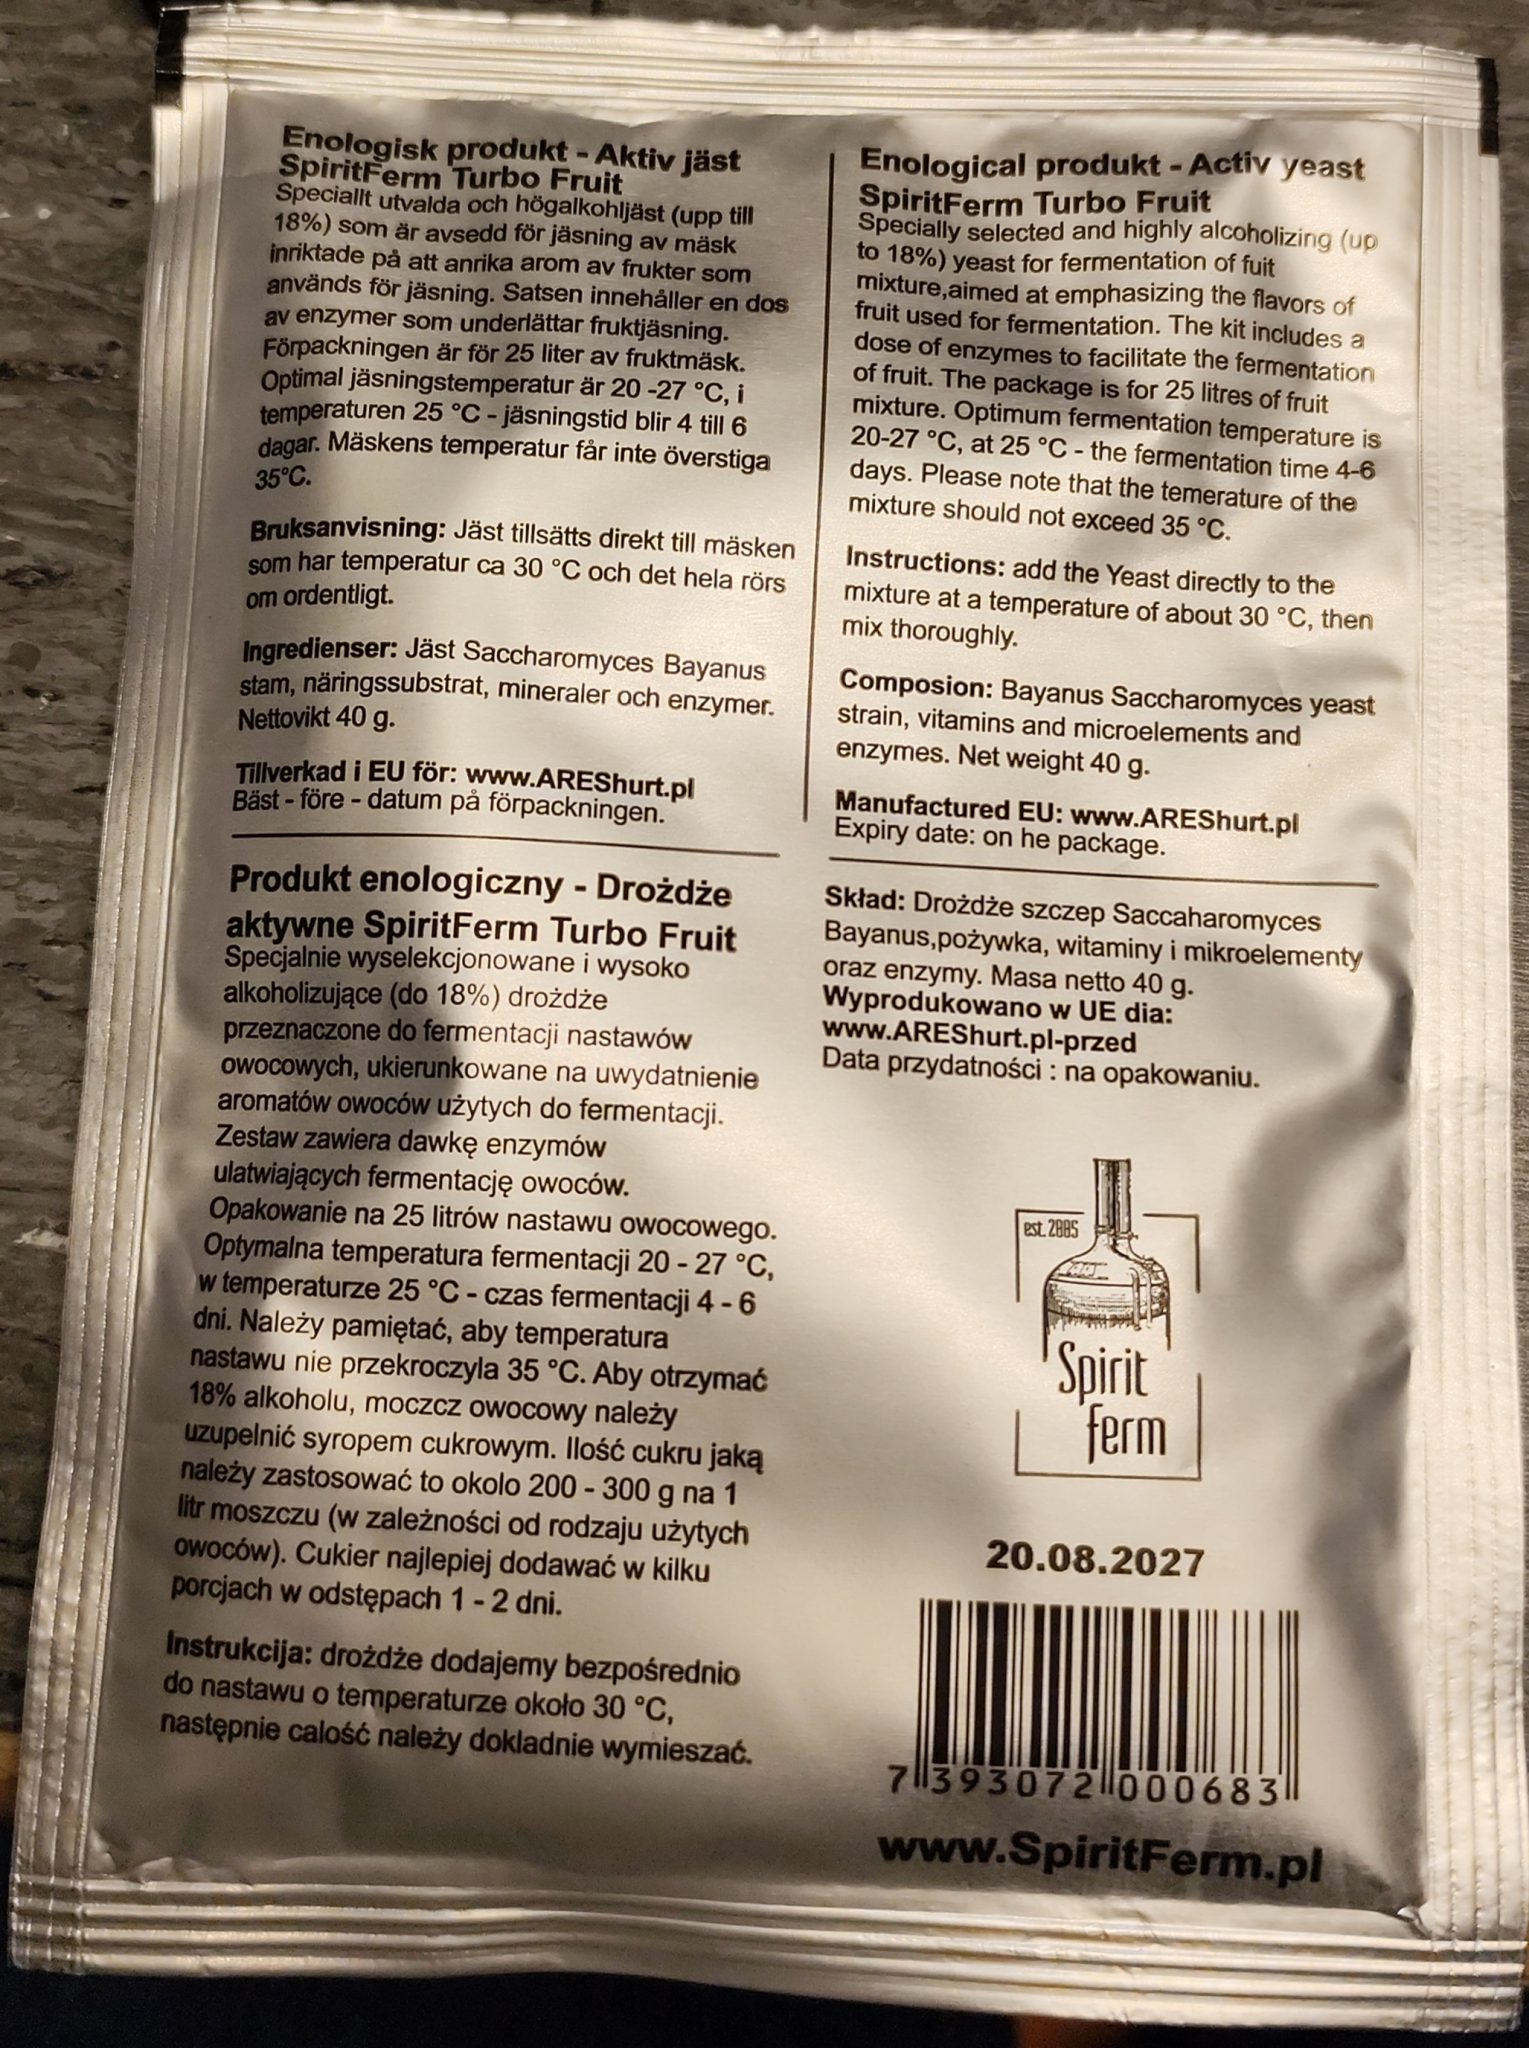 Enologisk produkt - Aktiv jäst
SpiritFerm Turbo Fruit
Speciallt utvalda och högalkohljäst (upp till
18%) som är avsedd för jäsning av mäsk
inriktade på att anrika arom av frukter som
används för jäsning. Satsen innehåller en dos
av enzymer som underlättar fruktjäsning.
Förpackningen är för 25 liter av fruktmäsk.
Optimal jäsningstemperatur är 20 -27 °C, i
temperaturen 25 °C - jäsningstid blir 4 till 6
dagar. Mäskens temperatur får inte överstiga
35°C.
Bruksanvisning: Jäst tillsätts direkt till mäsken
som har temperatur ca 30 °C och det hela rörs
om ordentligt.
Ingredienser: Jäst Saccharomyces Bayanus
stam, näringssubstrat, mineraler och enzymer.
Nettovikt 40 g.
Tillverkad i EU för: www.AREShurt.pl
Bäst - före - datum på förpackningen.
Enological produkt - Activ yeast
SpiritFerm Turbo Fruit
Specially selected and highly alcoholizing (up
to 18%) yeast for fermentation of fuit
mixture,aimed at emphasizing the flavors of
fruit used for fermentation. The kit includes a
dose of enzymes to facilitate the fermentation
of fruit. The package is for 25 litres of fruit
mixture. Optimum fermentation temperature is
20-27 °C, at 25 °C - the fermentation time 4-6
days. Please note that the temerature of the
mixture should not exceed 35 °C.
Instructions: add the Yeast directly to the
mixture at a temperature of about 30 °C, then
mix thoroughly.
Composion: Bayanus Saccharomyces yeast
strain, vitamins and microelements and
enzymes. Net weight 40 g.
Manufactured EU: www.AREShurt.pl
Expiry date: on he package.
Produkt enologiczny - Drożdże
aktywne SpiritFerm Turbo Fruit
Specjalnie wyselekcjonowane i wysoko
alkoholizujące (do 18%) drożdże
przeznaczone do fermentacji nastawów
owocowych, ukierunkowane na uwydatnienie
aromatów owoców użytych do fermentacji.
Zestaw zawiera dawkę enzymów
ulatwiających fermentację owoców.
Opakowanie na 25 litrów nastawu owocowego.
Optymalna temperatura fermentacji 20 - 27 °C,
w temperaturze 25 °C - czas fermentacji 4 - 6
dni. Należy pamiętać, aby temperatura
nastawu nie przekroczyla 35 °C. Aby otrzymać
18% alkoholu, moczcz owocowy należy
uzupelnić syropem cukrowym. Ilość cukru jaką
należy zastosować to okolo 200 - 300 g na 1
litr moszczu (w zależności od rodzaju użytych
owoców). Cukier najlepiej dodawać w kilku
porcjach w odstępach 1 - 2 dni.
Instrukcija: drożdże dodajemy bezpośrednio
do nastawu o temperaturze około 30 °C,
następnie calość należy dokladnie wymieszać.
Skład: Drożdże szczep Saccaharomyces
Bayanus,pożywka, witaminy i mikroelementy
oraz enzymy. Masa netto 40 g.
Wyprodukowano w UE dia:
www.AREShurt.pl-przed
Data przydatności : na opakowaniu.
est. 2005
Spirit
ferm
20.08.2027
7 393072 000683
www.SpiritFerm.pl